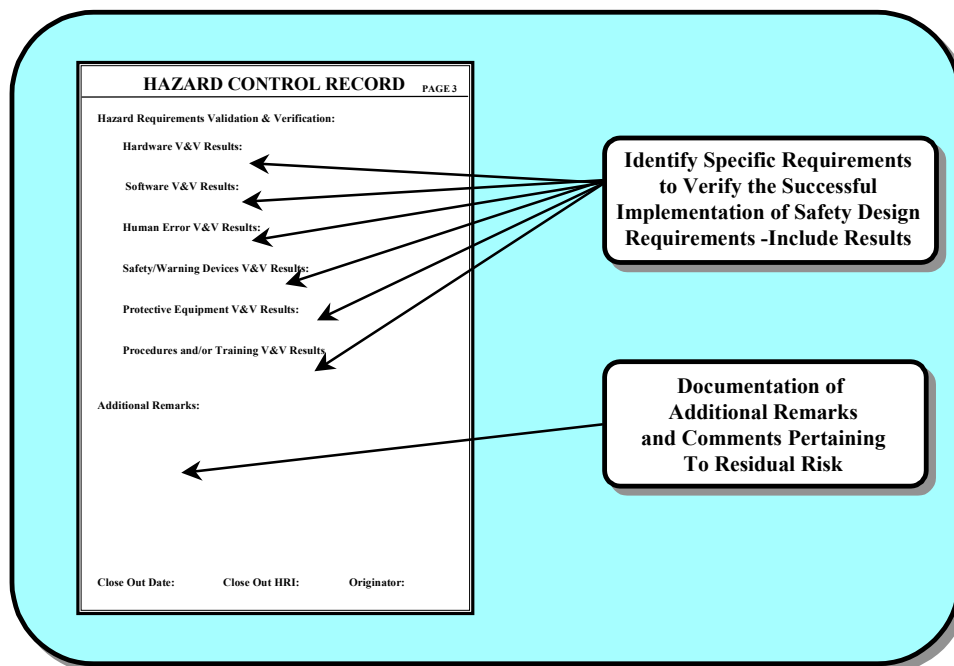 HAZARD CONTROL RECORD PAGE 3
Hazard Requirements Validation & Verification:
Hardware V&V Results:
Software V&V Results:
Human Error V&V Results:
Safety/Warning Devices V&V Results:
Protective Equipment V&V Results:
Procedures and/or Training V&V Results
Additional Remarks:
Close Out Date: Close Out HRI: Originator:
Identify Specific Requirements
to Verify the Successful
Implementation of Safety Design
Requirements -Include Results
Documentation of
Additional Remarks
and Comments Pertaining
To Residual Risk